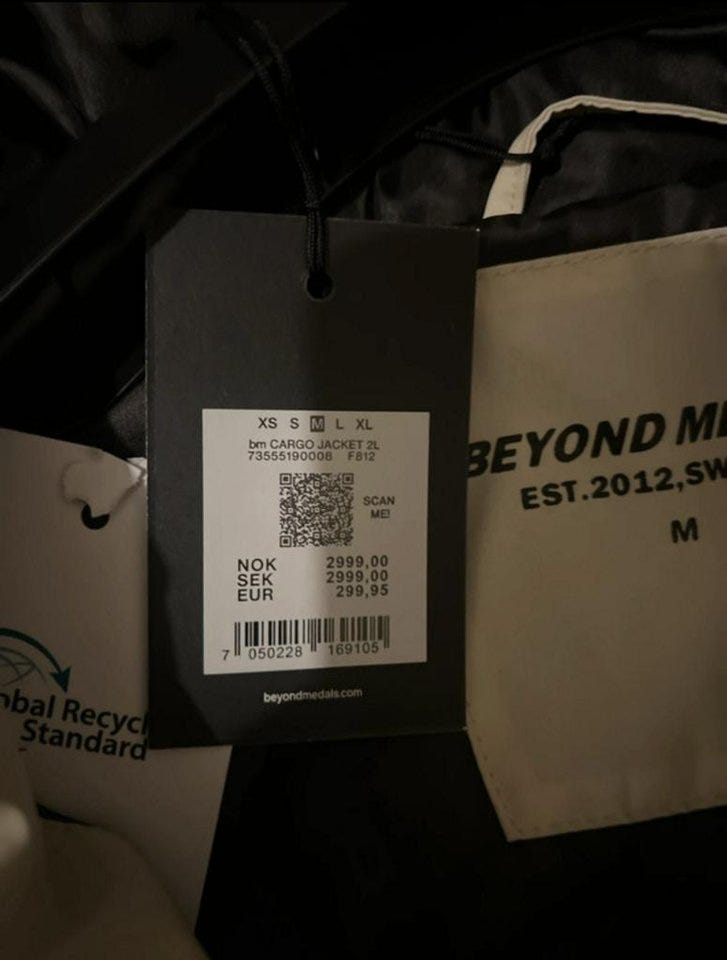 XS S M L XL
bm CARGO JACKET 2L
73555190008 F812
SCAN
ME!
NOK 2999,00
SEK 2999,00
EUR 299,95
7 050228 169105
beyondmedals.com
bal Recycl
Standard
BEYOND ME
EST.2012,SW
M